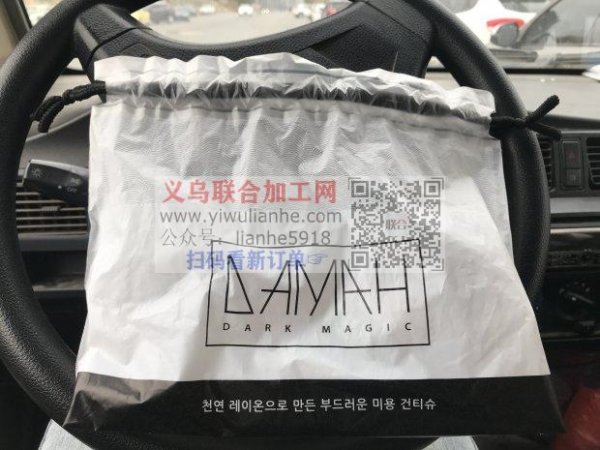 义乌联合加工网
www.yiwulianhe.com
公众号: lianhe5918
联合
扫码看新订单☞
DAMAH
DARK MAGIC
천연 레이온으로 만든 부드러운 미용 건티슈